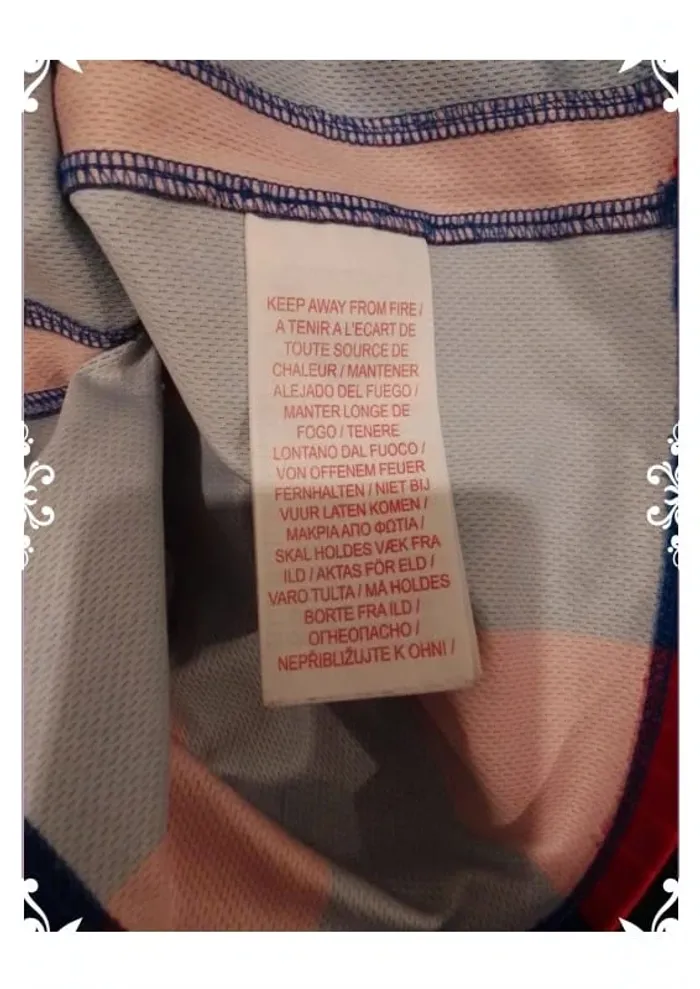 KEEP AWAY FROM FIRE /
A TENIR A L'ECART DE
TOUTE SOURCE DE
CHALEUR / MANTENER
ALEJADO DEL FUEGO /
MANTER LONGE DE
FOGO / TENERE
LONTANO DAL FUOCO /
VON OFFENEM FEUER
FERNHALTEN / NIET BIJ
VUUR LATEN KOMEN /
ΜΑΚΡΙΑ ΑΠΟ ΦΩΤΙΑ /
SKAL HOLDES VÆK FRA
ILD / AKTAS FÖR ELD /
VARO TULTA / MÅ HOLDES
BORTE FRA ILD /
ОГНЕОПАСНО /
NEPŘIBLIŽUJTE K OHNI /